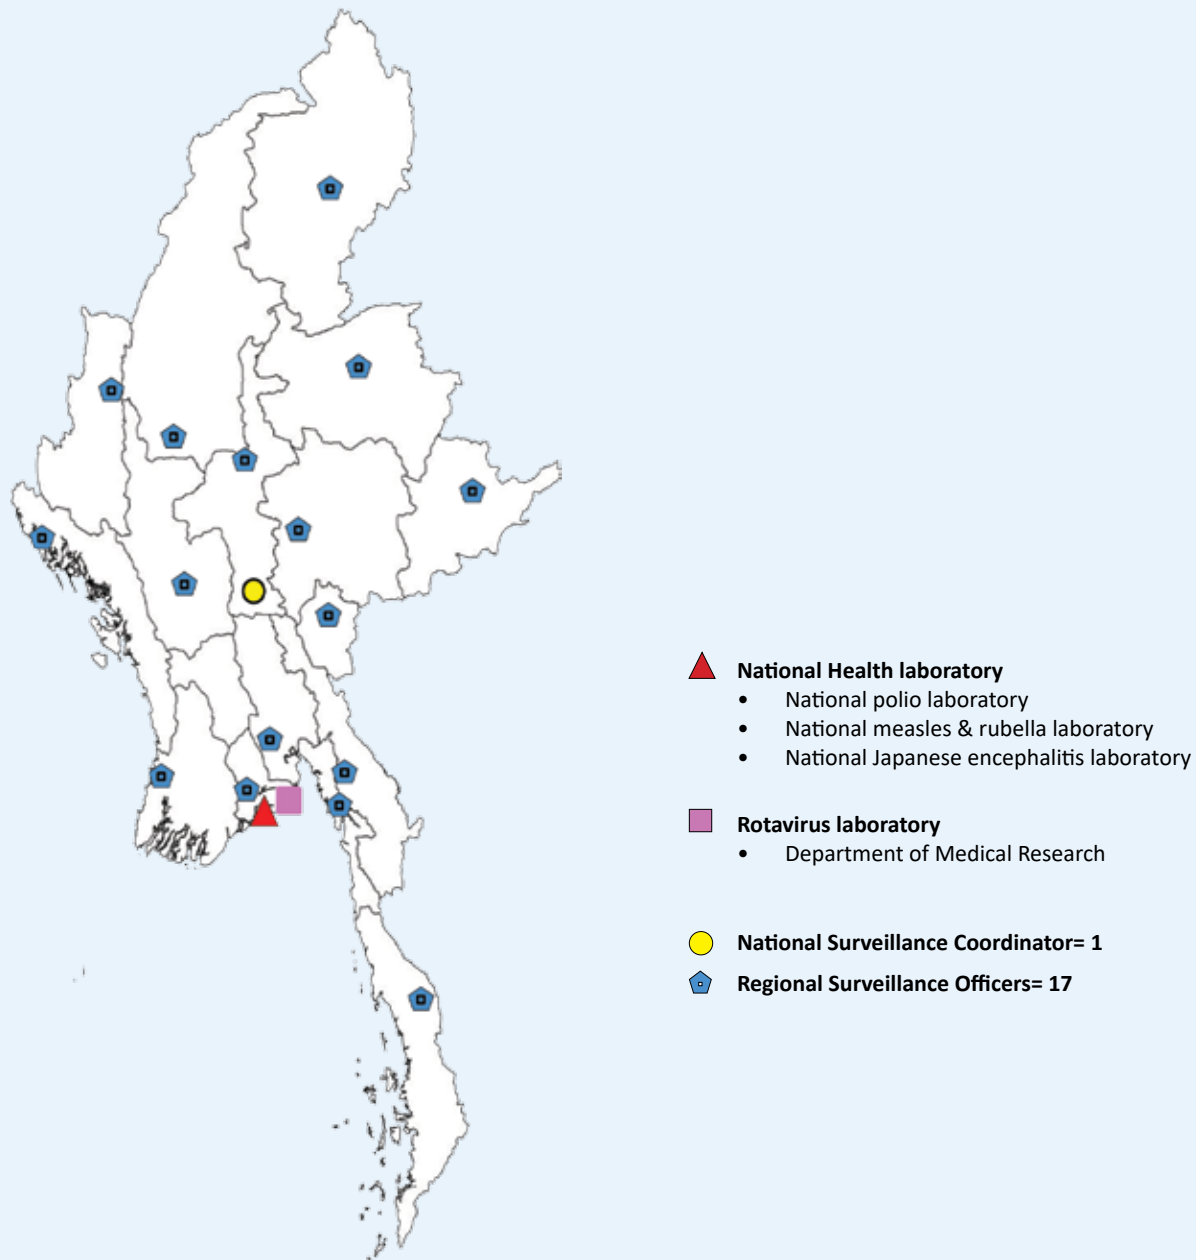 National Health laboratory
• National polio laboratory
• National measles & rubella laboratory
• National Japanese encephalitis laboratory
Rotavirus laboratory
• Department of Medical Research
National Surveillance Coordinator= 1
Regional Surveillance Officers= 17